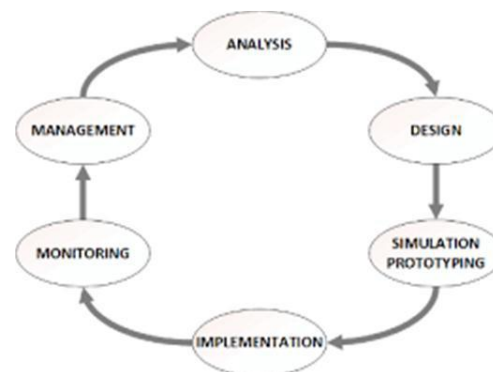 ANALYSIS
DESIGN
SIMULATION
PROTOTYPING
IMPLEMENTATION
MONITORING
MANAGEMENT